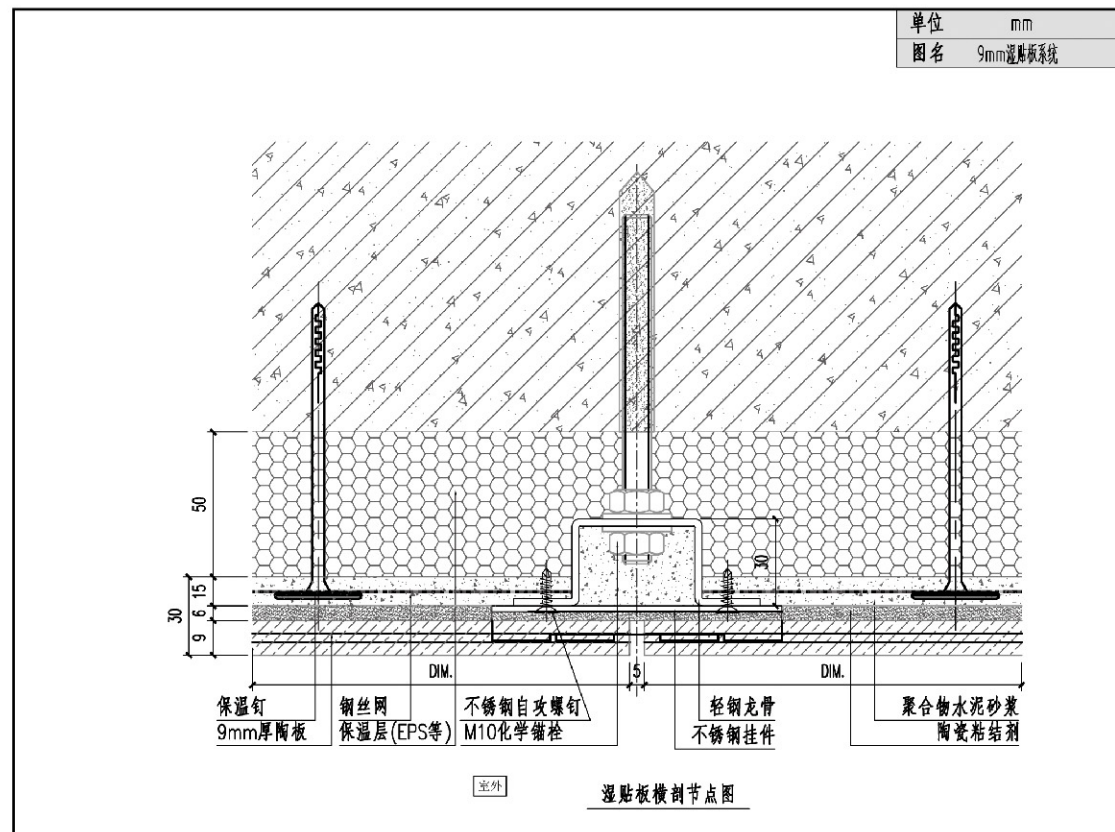 单位 mm
图名 9mm湿贴板系统
50
15
30
6
9
30
DIM. 5 DIM.
保温钉 钢丝网 不锈钢自攻螺钉 轻钢龙骨 聚合物水泥砂浆
9mm厚陶板 保温层(EPS等) M10化学锚栓 不锈钢挂件 陶瓷粘结剂
室外
湿贴板横剖节点图